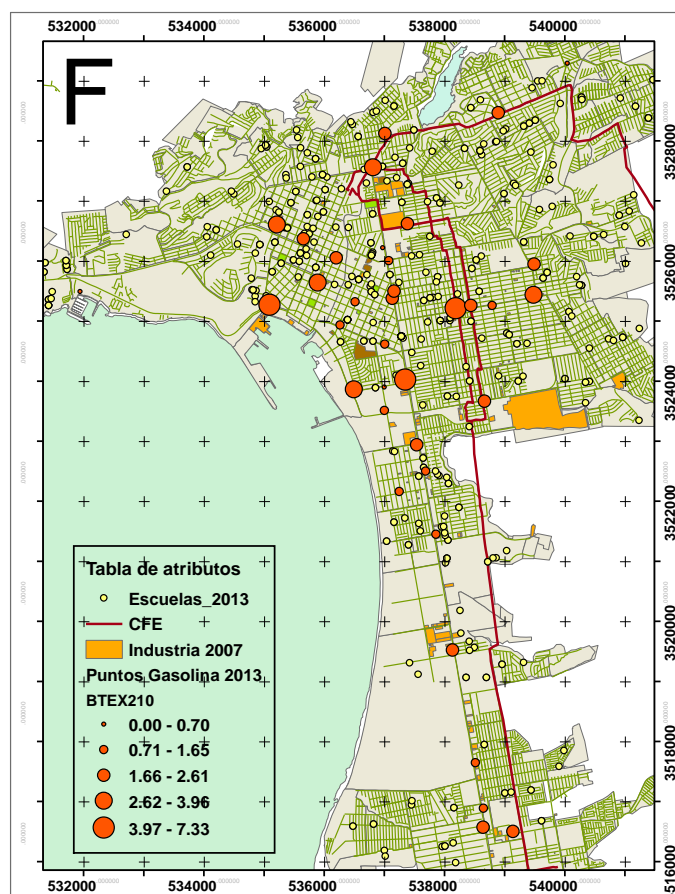 532000 534000 536000 538000 540000
F
3528000
3526000
3524000
3522000
3520000
3518000
516000
Tabla de atributos
Escuelas_2013
CFE
Industria 2007
Puntos Gasolina 2013
BTEX210
0.00 - 0.70
0.71 - 1.65
1.66 - 2.61
2.62 - 3.96
3.97 - 7.33
532000 534000 536000 538000 540000